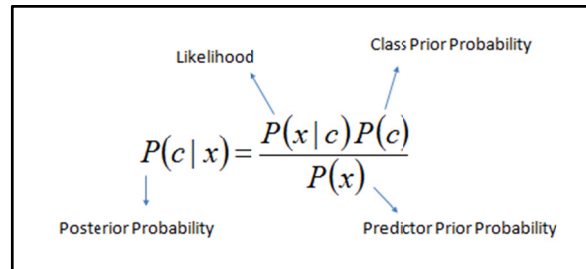 Likelihood
Class Prior Probability
P(c | x) = P(x | c)P(c) / P(x)
Posterior Probability
Predictor Prior Probability